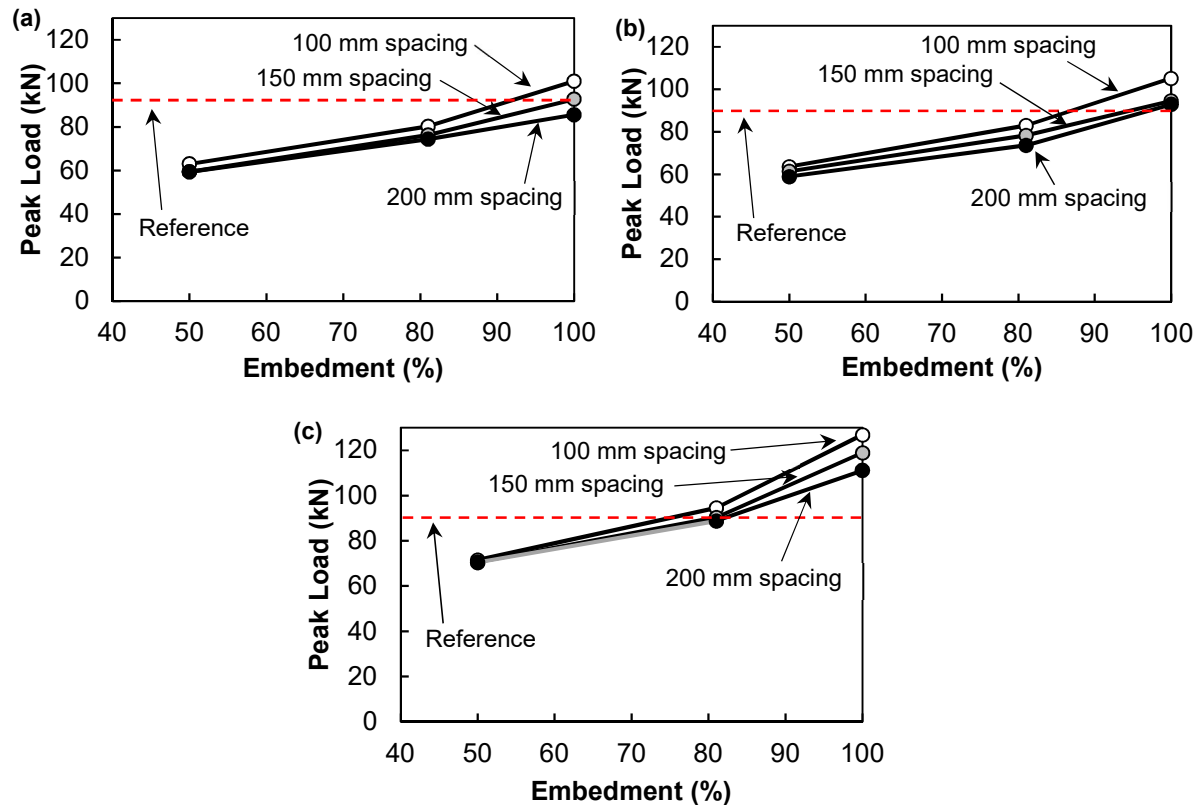 (a)
120
100
80
60
40
20
0
Peak Load (kN)
100 mm spacing
150 mm spacing
200 mm spacing
Reference
40 50 60 70 80 90 100
Embedment (%)
(b)
120
100
80
60
40
20
0
Peak Load (kN)
100 mm spacing
150 mm spacing
200 mm spacing
Reference
40 50 60 70 80 90 100
Embedment (%)
(c)
120
100
80
60
40
20
0
Peak Load (kN)
100 mm spacing
150 mm spacing
200 mm spacing
Reference
40 50 60 70 80 90 100
Embedment (%)